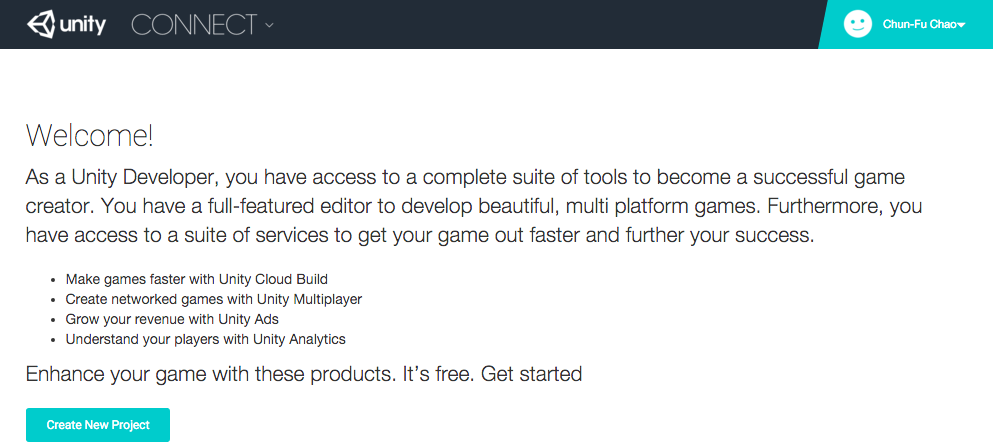 unity CONNECT
Chun-Fu Chao
Welcome!
As a Unity Developer, you have access to a complete suite of tools to become a successful game
creator. You have a full-featured editor to develop beautiful, multi platform games. Furthermore, you
have access to a suite of services to get your game out faster and further your success.
• Make games faster with Unity Cloud Build
• Create networked games with Unity Multiplayer
• Grow your revenue with Unity Ads
• Understand your players with Unity Analytics
Enhance your game with these products. It's free. Get started
Create New Project